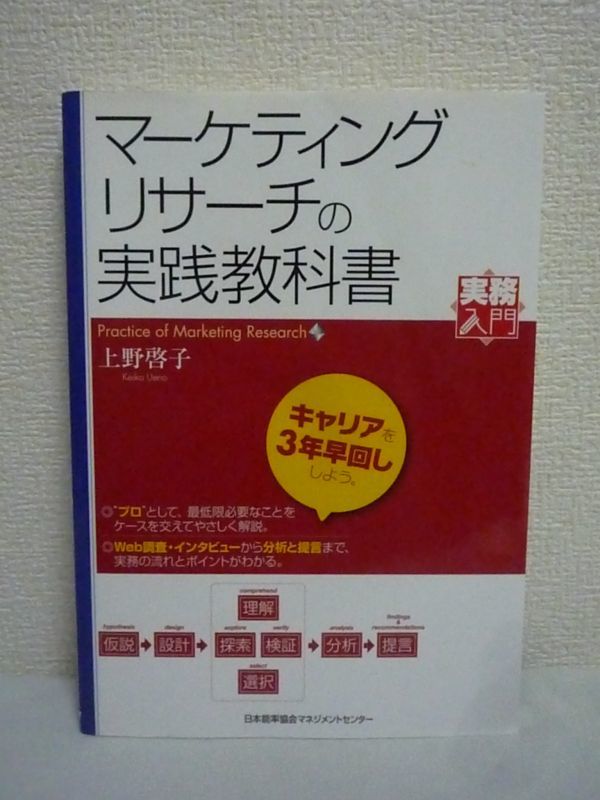 マーケティング
リサーチの
実践教科書
実務
入門
Practice of Marketing Research
上野啓子
Keiko Ueno
キャリアを
3年早回し
しよう。
◎"プロ"として、最低限必要なことを
ケースを交えてやさしく解説。
◎Web調査・インタビューから分析と提言まで、
実務の流れとポイントがわかる。
comprehend
理解
hypothesis design explore verify analysis findings & recommendations
仮説 設計 探索 検証 分析 提言
select
選択
日本能率協会マネジメントセンター